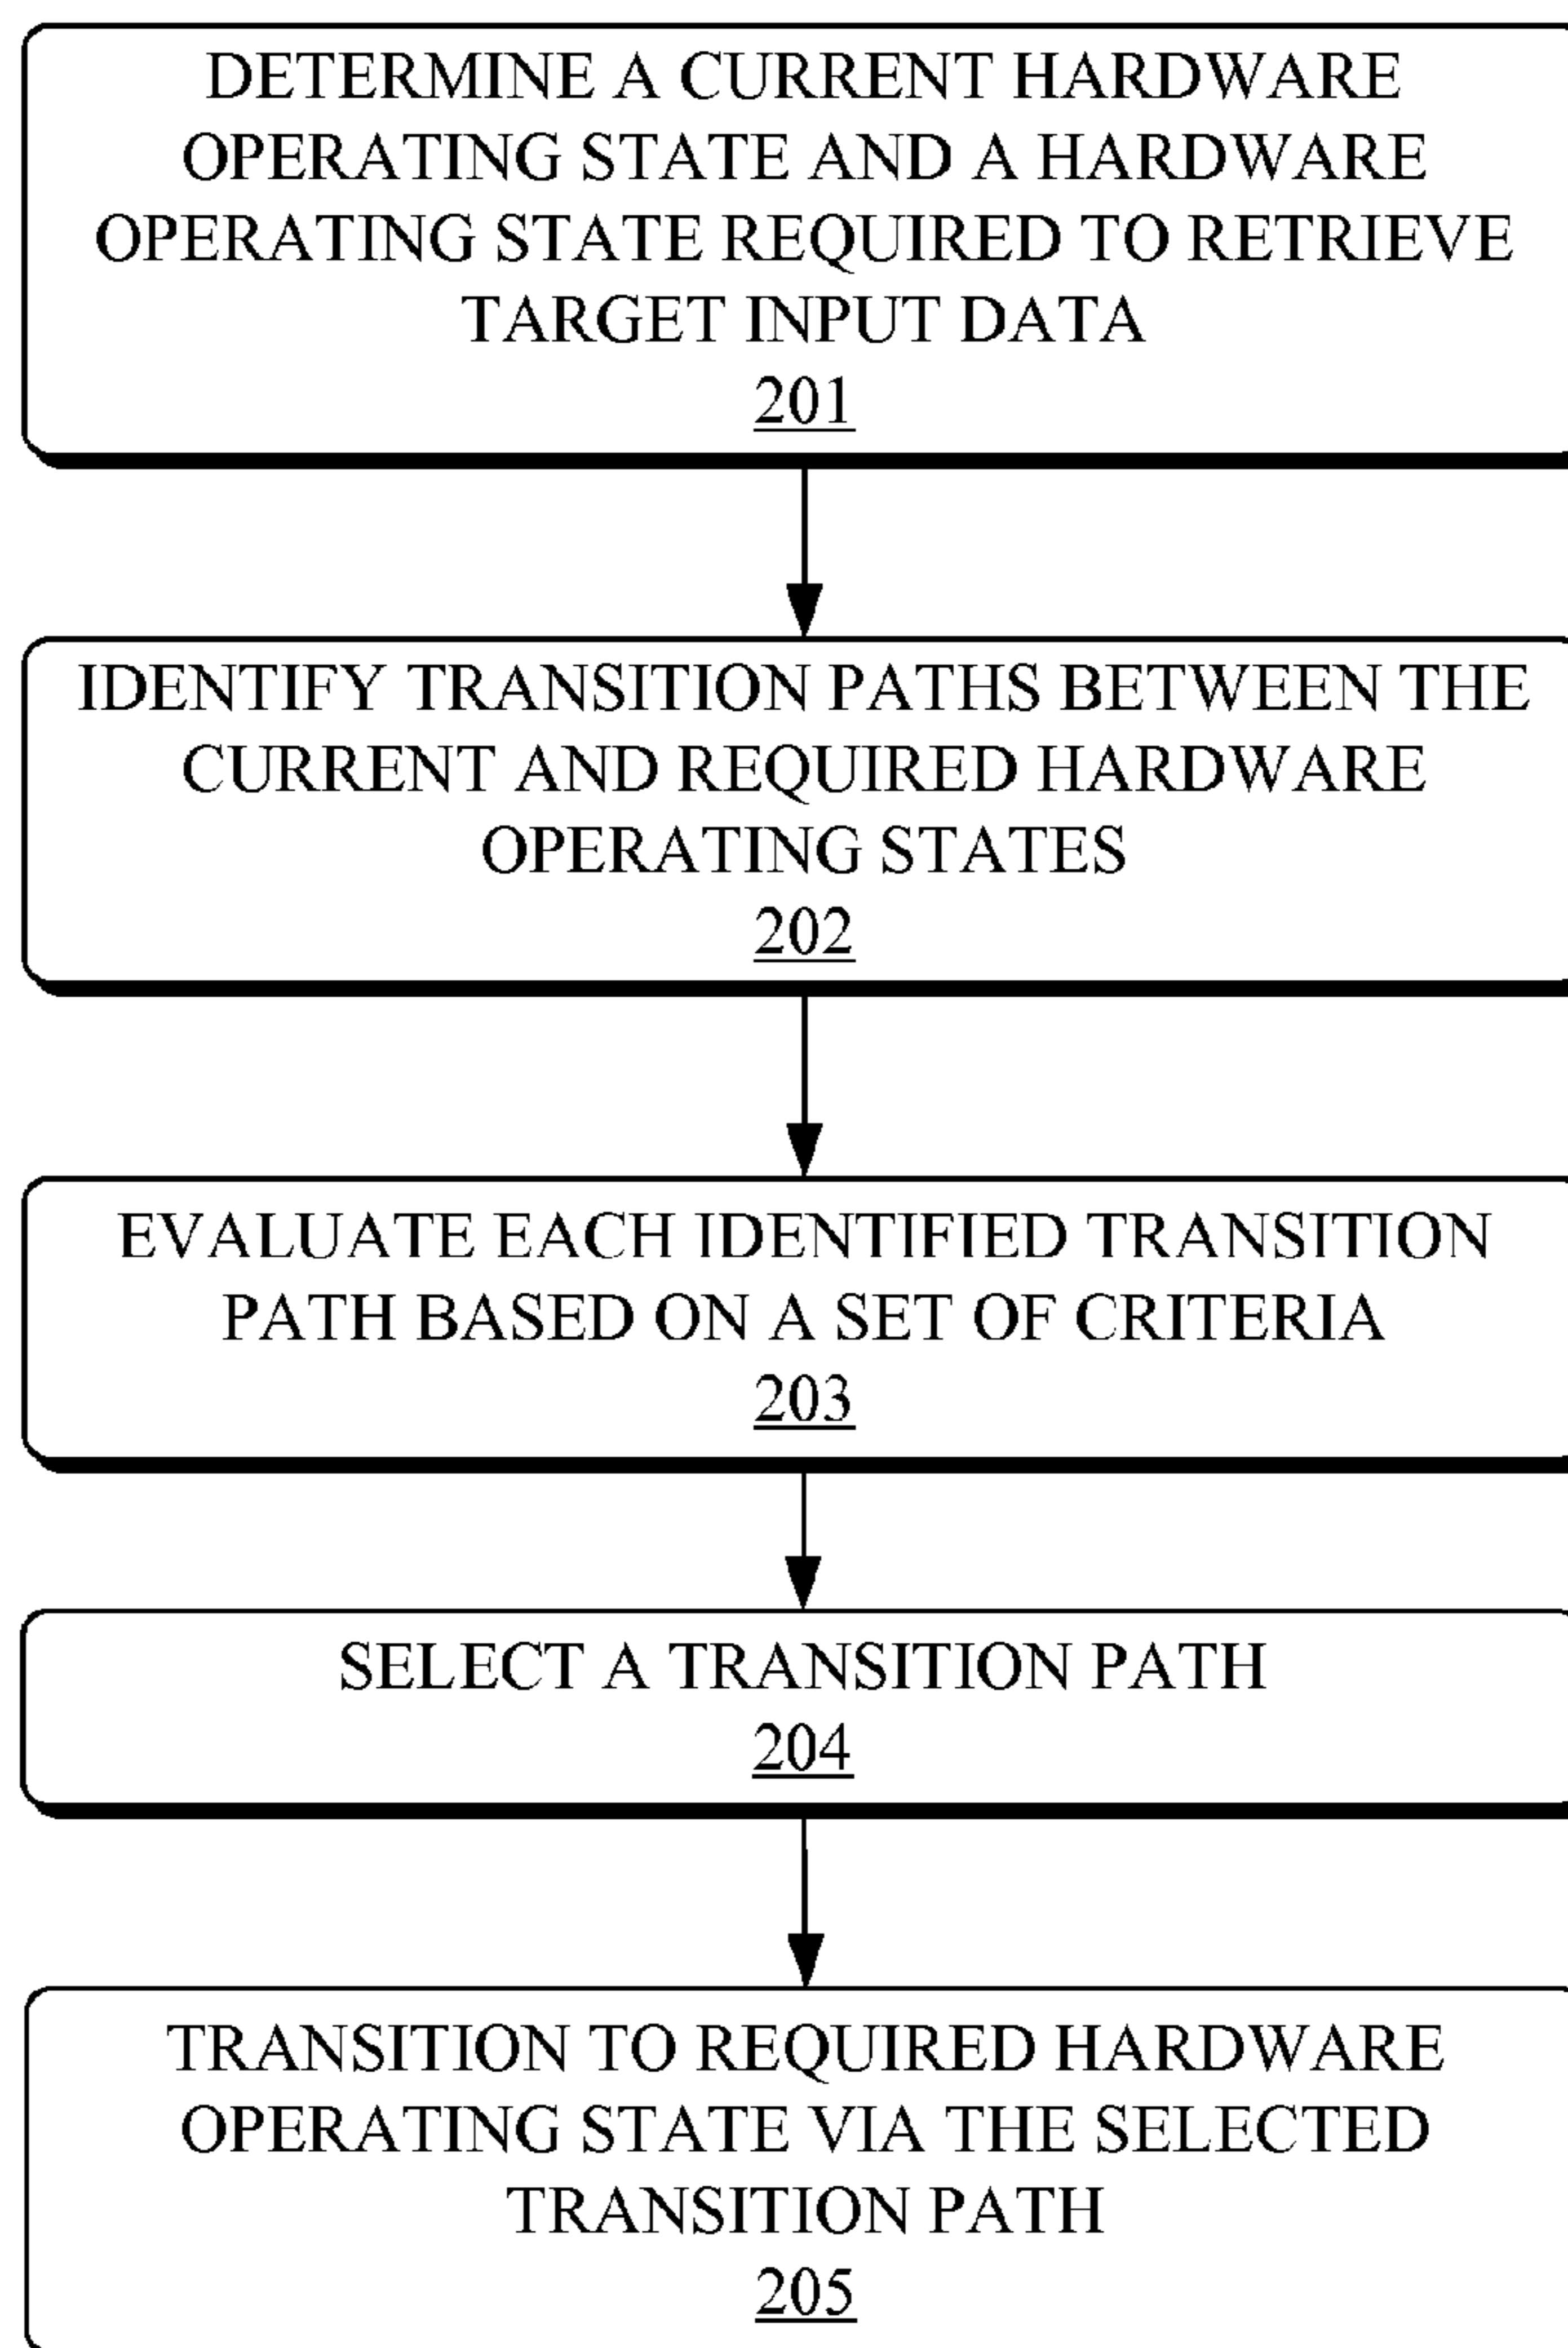 DETERMINE A CURRENT HARDWARE
OPERATING STATE AND A HARDWARE
OPERATING STATE REQUIRED TO RETRIEVE
TARGET INPUT DATA
201
IDENTIFY TRANSITION PATHS BETWEEN THE
CURRENT AND REQUIRED HARDWARE
OPERATING STATES
202
EVALUATE EACH IDENTIFIED TRANSITION
PATH BASED ON A SET OF CRITERIA
203
SELECT A TRANSITION PATH
204
TRANSITION TO REQUIRED HARDWARE
OPERATING STATE VIA THE SELECTED
TRANSITION PATH
205